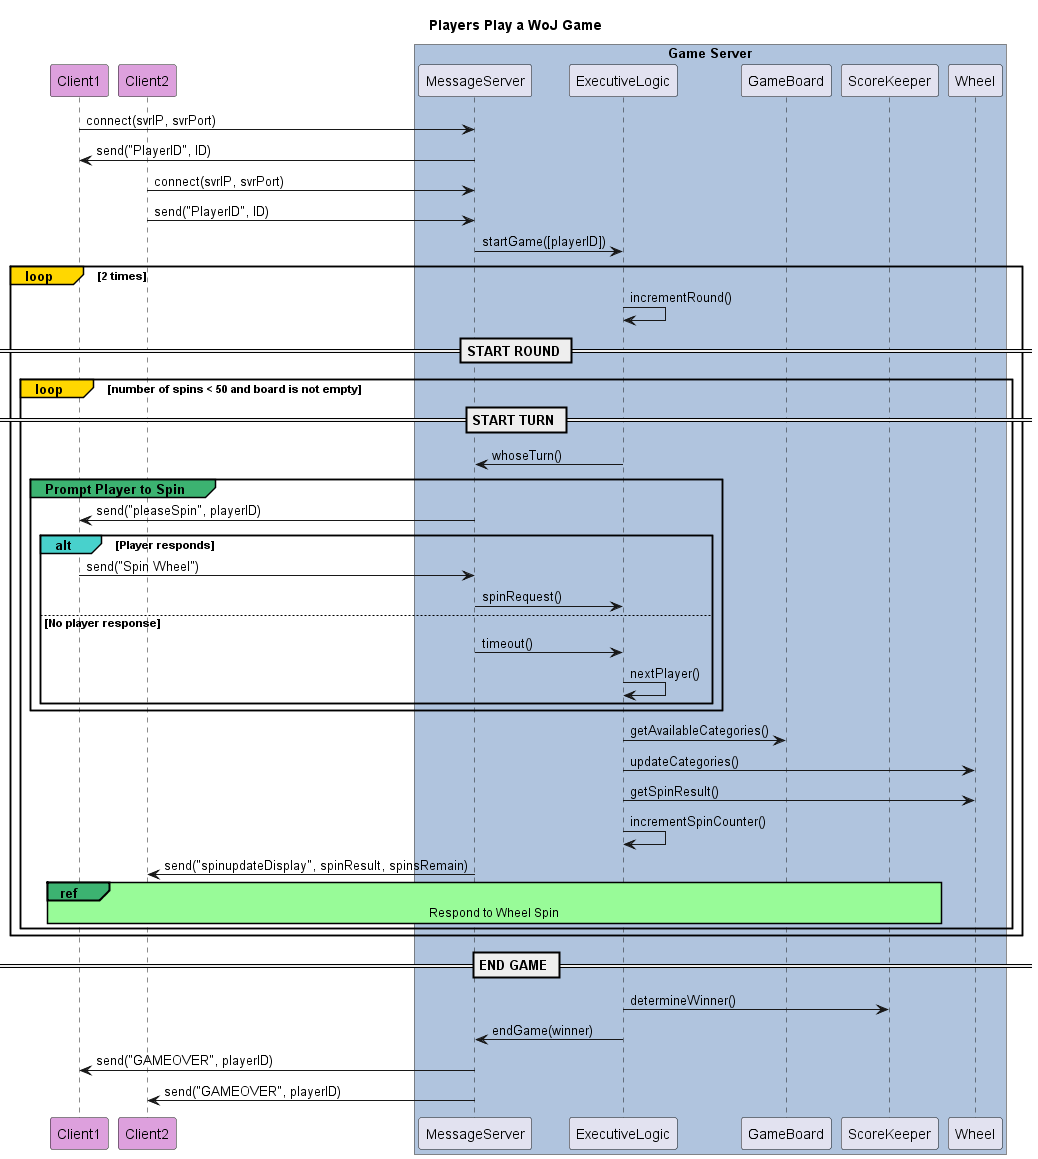 Players Play a WoJ Game
Game Server
Client1 Client2 MessageServer ExecutiveLogic GameBoard ScoreKeeper Wheel
connect(svrIP, svrPort)
send("PlayerID", ID)
connect(svrIP, svrPort)
send("PlayerID", ID)
startGame([playerID])
loop [2 times]
incrementRound()
START ROUND
loop [number of spins < 50 and board is not empty]
START TURN
whoseTurn()
Prompt Player to Spin
send("pleaseSpin", playerID)
alt [Player responds]
send("Spin Wheel")
spinRequest()
[No player response]
timeout()
nextPlayer()
getAvailableCategories()
updateCategories()
getSpinResult()
incrementSpinCounter()
send("spinupdateDisplay", spinResult, spinsRemain)
ref
Respond to Wheel Spin
END GAME
determineWinner()
endGame(winner)
send("GAMEOVER", playerID)
send("GAMEOVER", playerID)
Client1 Client2 MessageServer ExecutiveLogic GameBoard ScoreKeeper Wheel